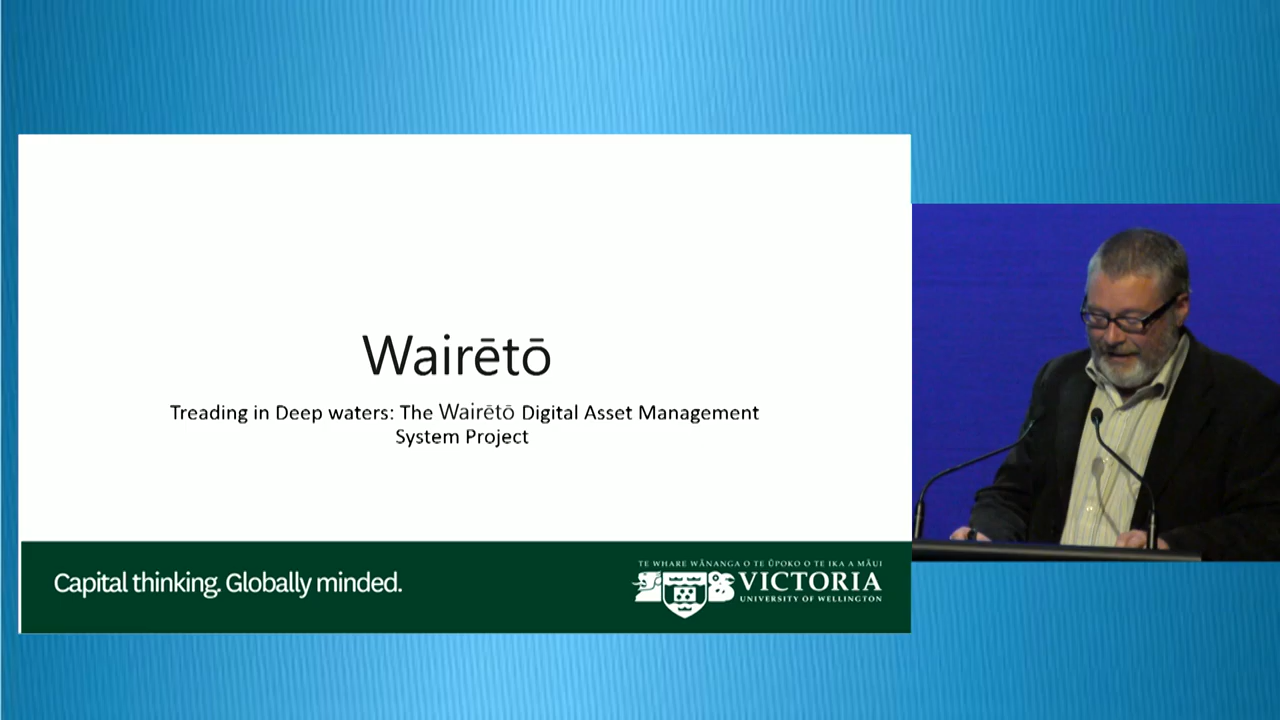 Wairētō
Treading in Deep waters: The Wairētō Digital Asset Management
System Project
Capital thinking. Globally minded.
TE WHARE WĀNANGA O TE ŪPOKO O TE IKA A MĀUI
VICTORIA
UNIVERSITY OF WELLINGTON